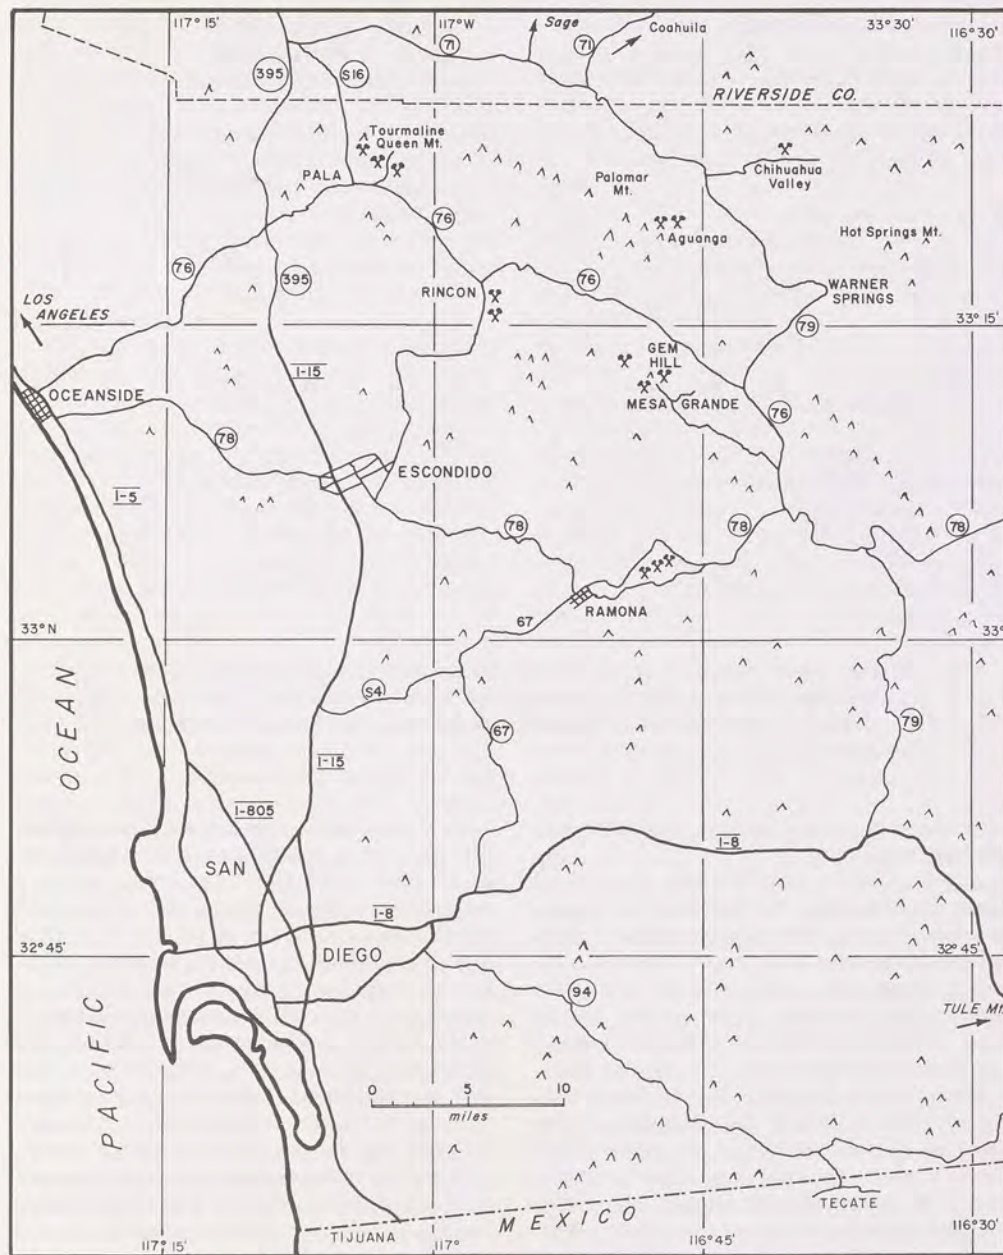 117° 15'
117° W
33° 30'
116° 30'
Sage
71
71
Coahuila
395
S16
RIVERSIDE CO.
Tourmaline
Queen Mt.
Chihuahua
Valley
PALA
Palomar
Mt.
76
Aguanga
Hot Springs Mt.
76
395
76
RINCON
WARNER
SPRINGS
LOS
ANGELES
79
33° 15'
GEM
HILL
I-15
OCEANSIDE
MESA GRANDE
76
78
ESCONDIDO
I-5
78
78
78
RAMONA
67
33° N
33°
S4
OCEAN
67
79
I-15
I-805
I-8
SAN
I-8
32° 45'
DIEGO
32° 45'
94
TULE
PACIFIC
0 5 10
miles
TECATE
MEXICO
TIJUANA
117° 15'
117°
116° 45'
116° 30'